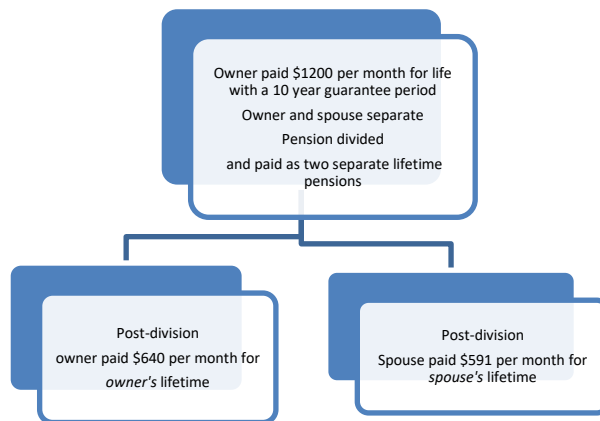 Owner paid $1200 per month for life
with a 10 year guarantee period
Owner and spouse separate
Pension divided
and paid as two separate lifetime
pensions
Post-division
owner paid $640 per month for
owner's lifetime
Post-division
Spouse paid $591 per month for
spouse's lifetime